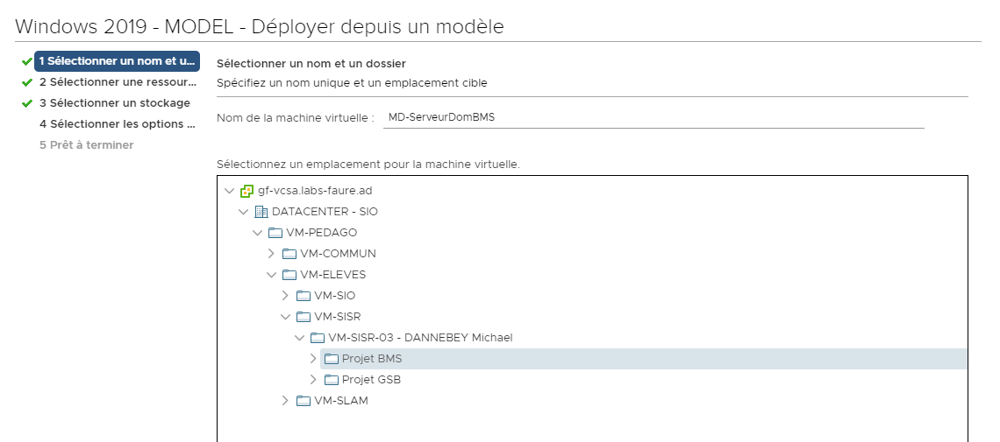 Windows 2019 - MODEL - Déployer depuis un modèle
1 Sélectionner un nom et u...
2 Sélectionner une ressour...
3 Sélectionner un stockage
4 Sélectionner les options ...
5 Prêt à terminer
Sélectionner un nom et un dossier
Spécifiez un nom unique et un emplacement cible
Nom de la machine virtuelle : MD-ServeurDomBMS
Sélectionnez un emplacement pour la machine virtuelle.
gf-vcsa.labs-faure.ad
DATACENTER - SIO
VM-PEDAGO
VM-COMMUN
VM-ELEVES
VM-SIO
VM-SISR
VM-SISR-03 - DANNEBEY Michael
Projet BMS
Projet GSB
VM-SLAM